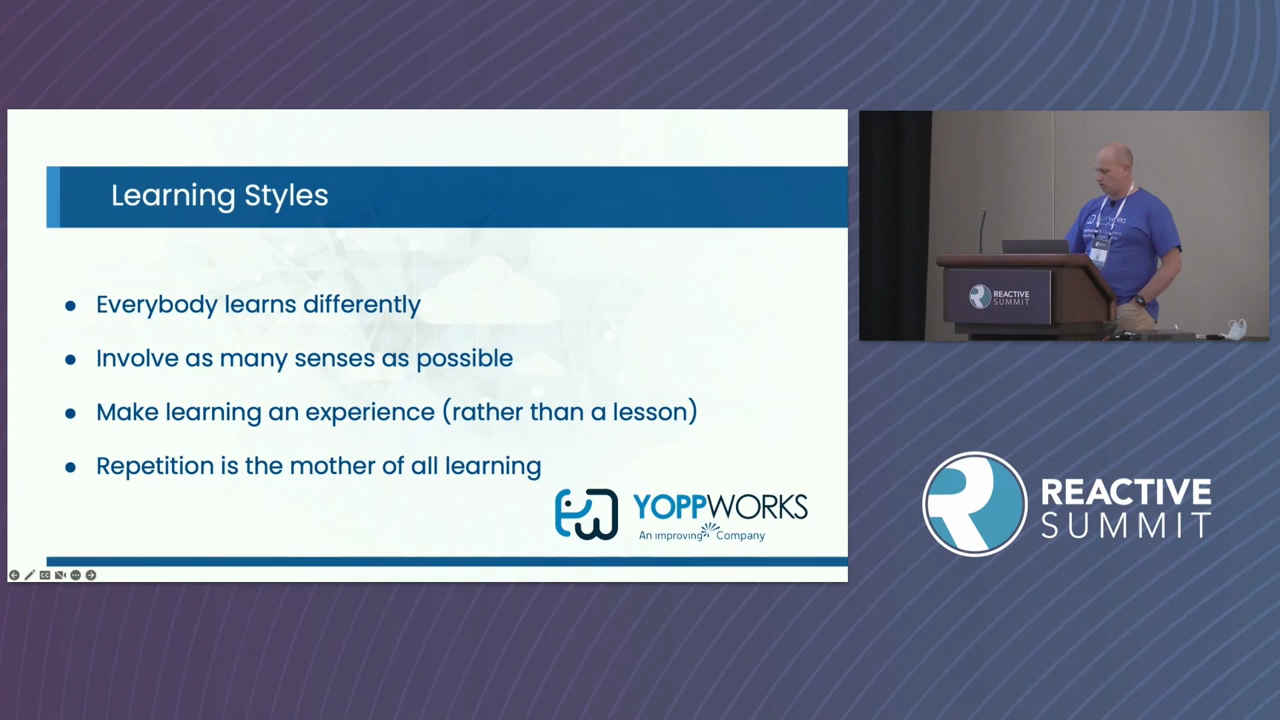 Learning Styles
Everybody learns differently
Involve as many senses as possible
Make learning an experience (rather than a lesson)
Repetition is the mother of all learning
YOPPWORKS
An improving Company
REACTIVE
SUMMIT
REACTIVE
SUMMIT